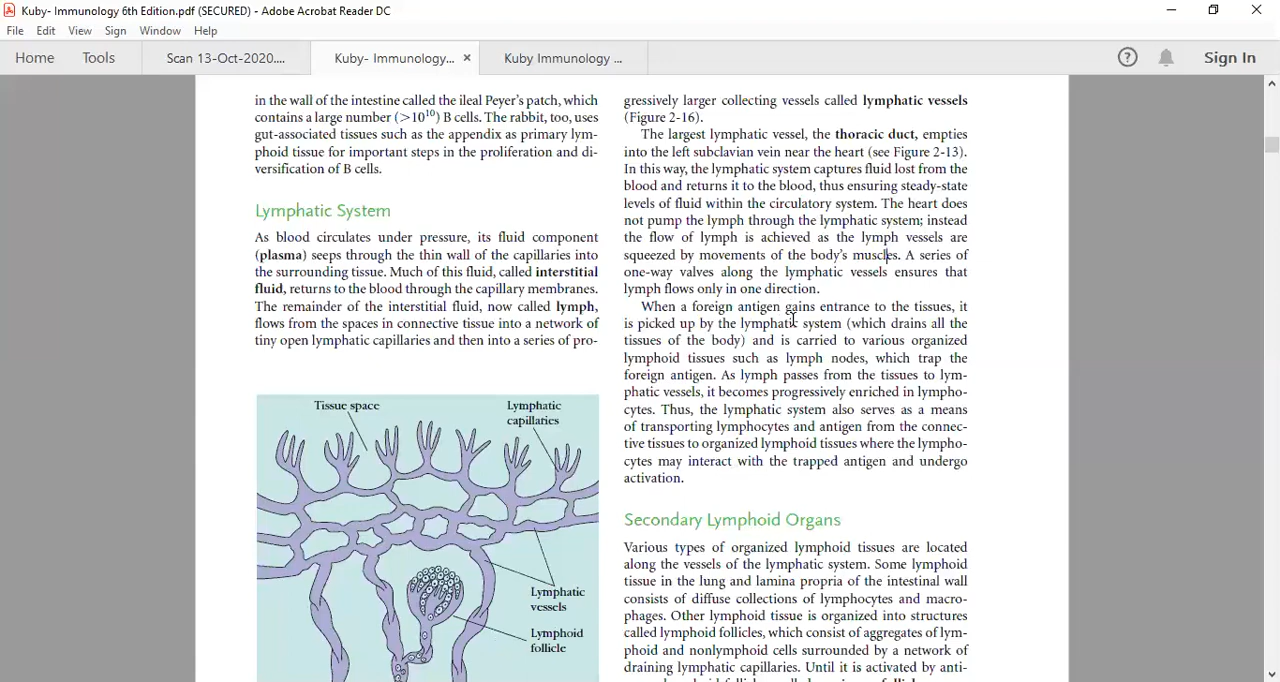 Kuby- Immunology 6th Edition.pdf (SECURED) - Adobe Acrobat Reader DC
File Edit View Sign Window Help
Home Tools Scan 13-Oct-2020.... Kuby- Immunology... × Kuby Immunology ... Sign In
in the wall of the intestine called the ileal Peyer's patch, which
contains a large number (>10¹⁰) B cells. The rabbit, too, uses
gut-associated tissues such as the appendix as primary lym-
phoid tissue for important steps in the proliferation and di-
versification of B cells.
Lymphatic System
As blood circulates under pressure, its fluid component
(plasma) seeps through the thin wall of the capillaries into
the surrounding tissue. Much of this fluid, called interstitial
fluid, returns to the blood through the capillary membranes.
The remainder of the interstitial fluid, now called lymph,
flows from the spaces in connective tissue into a network of
tiny open lymphatic capillaries and then into a series of pro-
Tissue space
Lymphatic
capillaries
Lymphatic
vessels
Lymphoid
follicle
gressively larger collecting vessels called lymphatic vessels
(Figure 2-16).
The largest lymphatic vessel, the thoracic duct, empties
into the left subclavian vein near the heart (see Figure 2-13).
In this way, the lymphatic system captures fluid lost from the
blood and returns it to the blood, thus ensuring steady-state
levels of fluid within the circulatory system. The heart does
not pump the lymph through the lymphatic system; instead
the flow of lymph is achieved as the lymph vessels are
squeezed by movements of the body's muscles. A series of
one-way valves along the lymphatic vessels ensures that
lymph flows only in one direction.
When a foreign antigen gains entrance to the tissues, it
is picked up by the lymphatic system (which drains all the
tissues of the body) and is carried to various organized
lymphoid tissues such as lymph nodes, which trap the
foreign antigen. As lymph passes from the tissues to lym-
phatic vessels, it becomes progressively enriched in lympho-
cytes. Thus, the lymphatic system also serves as a means
of transporting lymphocytes and antigen from the connec-
tive tissues to organized lymphoid tissues where the lympho-
cytes may interact with the trapped antigen and undergo
activation.
Secondary Lymphoid Organs
Various types of organized lymphoid tissues are located
along the vessels of the lymphatic system. Some lymphoid
tissue in the lung and lamina propria of the intestinal wall
consists of diffuse collections of lymphocytes and macro-
phages. Other lymphoid tissue is organized into structures
called lymphoid follicles, which consist of aggregates of lym-
phoid and nonlymphoid cells surrounded by a network of
draining lymphatic capillaries. Until it is activated by anti-